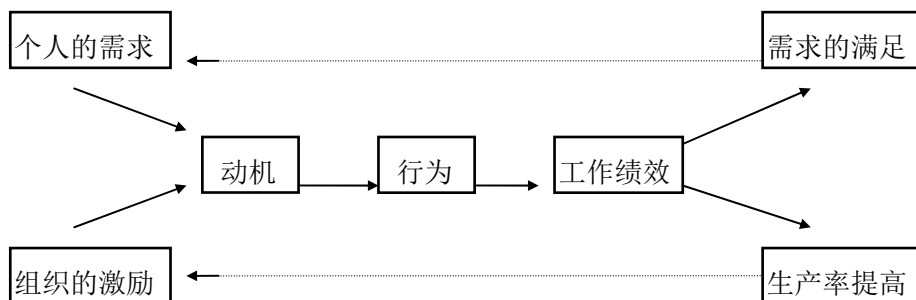 个人的需求
需求的满足
动机
行为
工作绩效
组织的激励
生产率提高